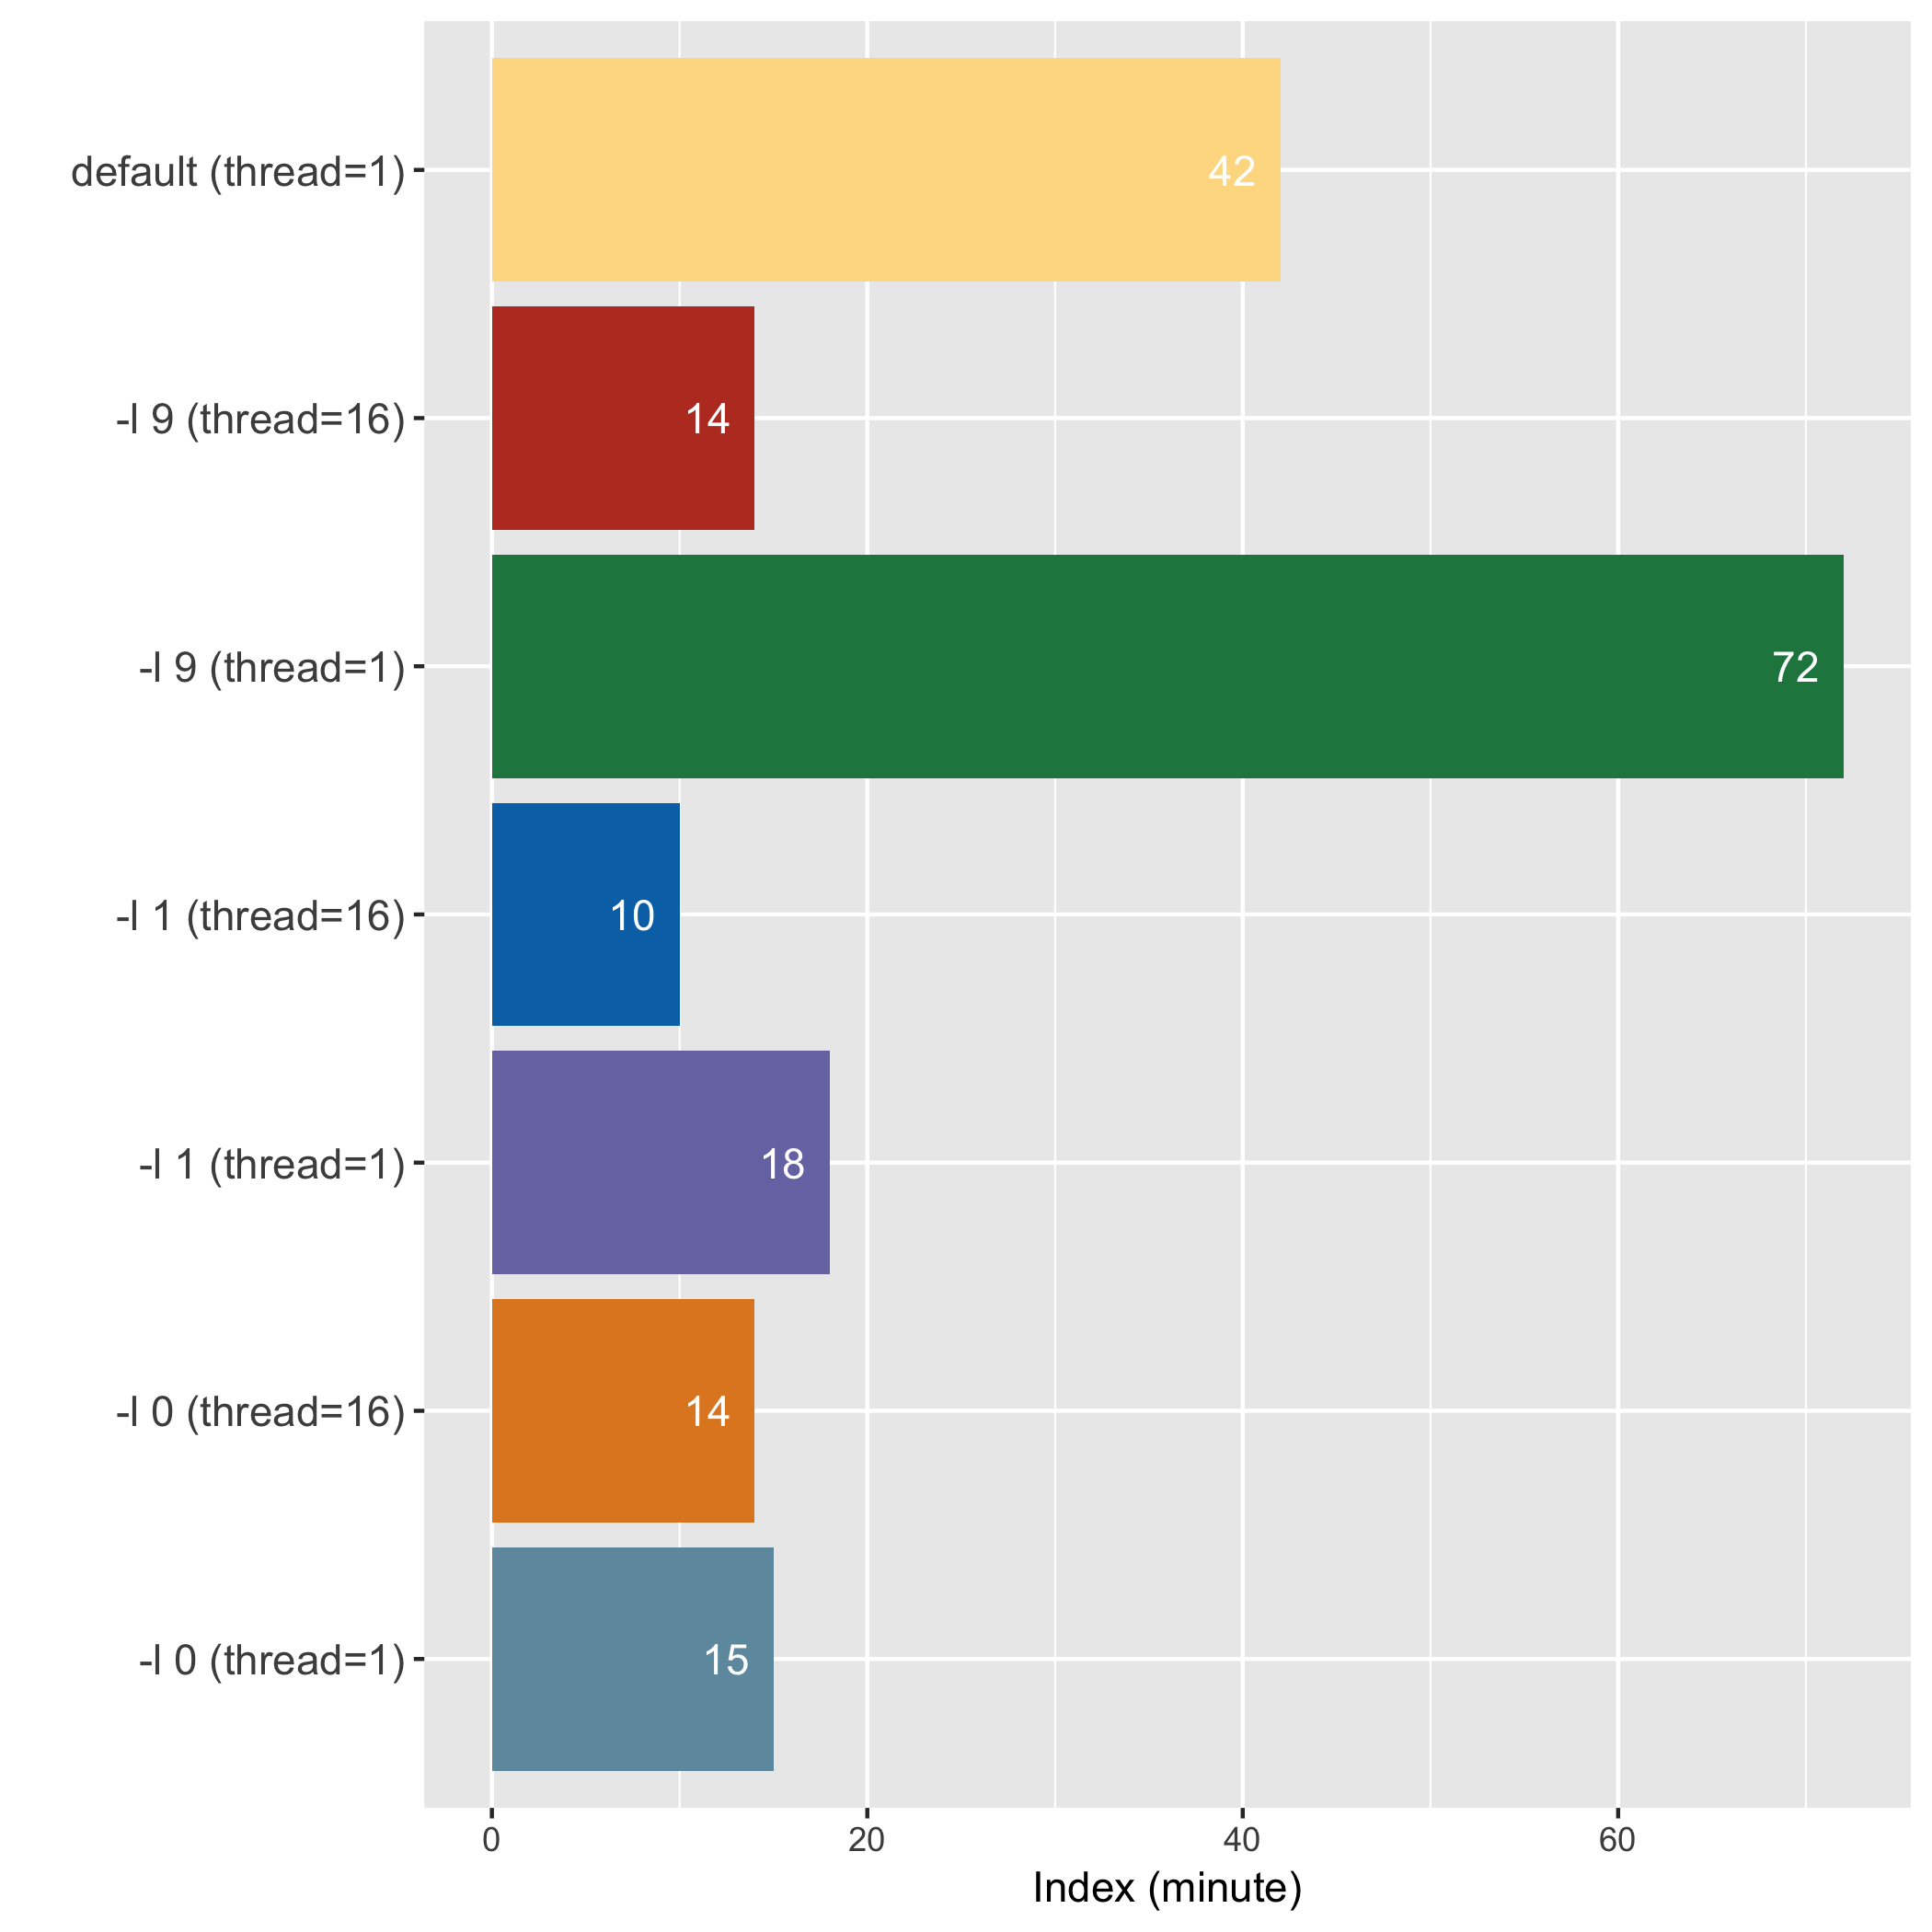 default (thread=1)
42
-l 9 (thread=16)
14
-l 9 (thread=1)
72
-l 1 (thread=16)
10
-l 1 (thread=1)
18
-l 0 (thread=16)
14
-l 0 (thread=1)
15
0 20 40 60
Index (minute)